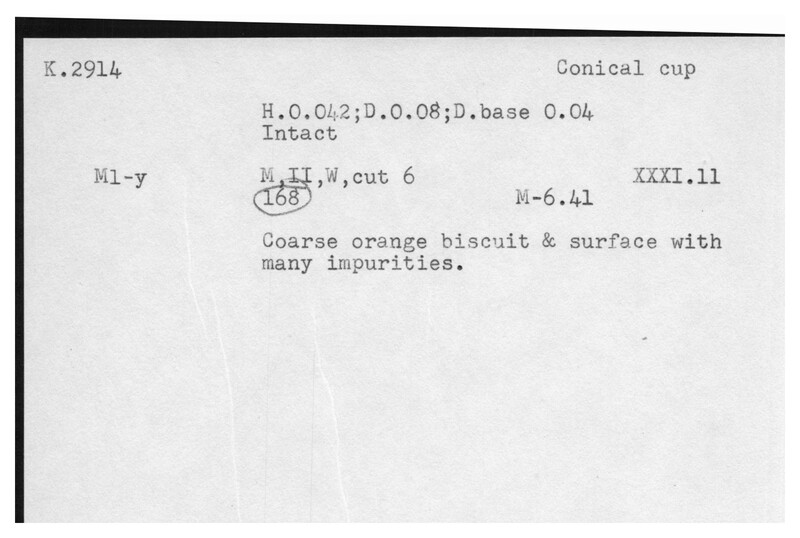 K.2914 Conical cup
H.0.042;D.0.08;D.base 0.04
Intact
Ml-y M,II,W,cut 6 XXXI.11
168 M-6.41
Coarse orange biscuit & surface with
many impurities.